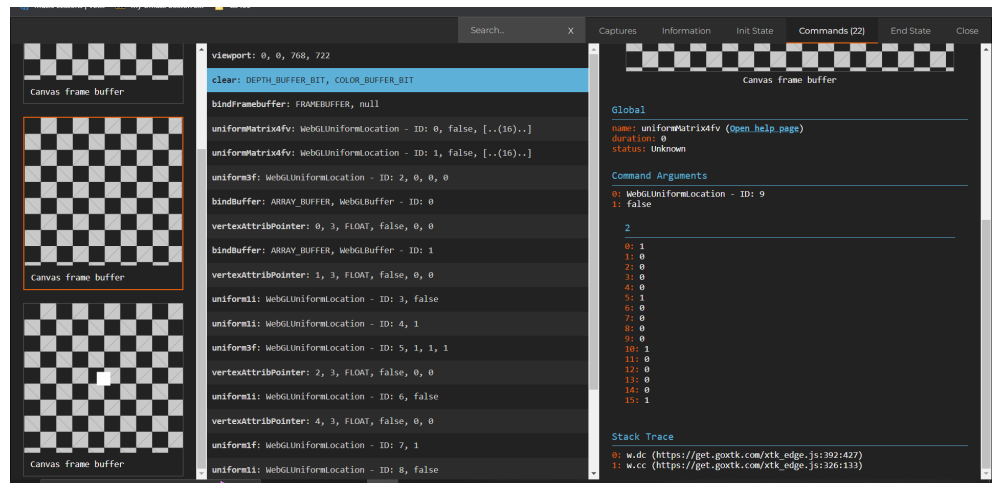 Search.. X Captures Information Init State Commands (22) End State Close
Canvas frame buffer
Canvas frame buffer
Canvas frame buffer
viewport: 0, 0, 768, 722
clear: DEPTH_BUFFER_BIT, COLOR_BUFFER_BIT
bindFramebuffer: FRAMEBUFFER, null
uniformMatrix4fv: WebGLUniformLocation - ID: 0, false, [..(16)..]
uniformMatrix4fv: WebGLUniformLocation - ID: 1, false, [..(16)..]
uniform3f: WebGLUniformLocation - ID: 2, 0, 0, 0
bindBuffer: ARRAY_BUFFER, WebGLBuffer - ID: 0
vertexAttribPointer: 0, 3, FLOAT, false, 0, 0
bindBuffer: ARRAY_BUFFER, WebGLBuffer - ID: 1
vertexAttribPointer: 1, 3, FLOAT, false, 0, 0
uniform1i: WebGLUniformLocation - ID: 3, false
uniform1i: WebGLUniformLocation - ID: 4, 1
uniform3f: WebGLUniformLocation - ID: 5, 1, 1, 1
vertexAttribPointer: 2, 3, FLOAT, false, 0, 0
uniform1i: WebGLUniformLocation - ID: 6, false
vertexAttribPointer: 4, 3, FLOAT, false, 0, 0
uniform1f: WebGLUniformLocation - ID: 7, 1
uniform1i: WebGLUniformLocation - ID: 8, false
Canvas frame buffer
Global
name: uniformMatrix4fv (Open help page)
duration: 0
status: Unknown
Command Arguments
0: WebGLUniformLocation - ID: 9
1: false
2
0: 1
1: 0
2: 0
3: 0
4: 0
5: 1
6: 0
7: 0
8: 0
9: 0
10: 1
11: 0
12: 0
13: 0
14: 0
15: 1
Stack Trace
0: w.dc (https://get.goxtk.com/xtk_edge.js:392:427)
1: w.cc (https://get.goxtk.com/xtk_edge.js:326:133)